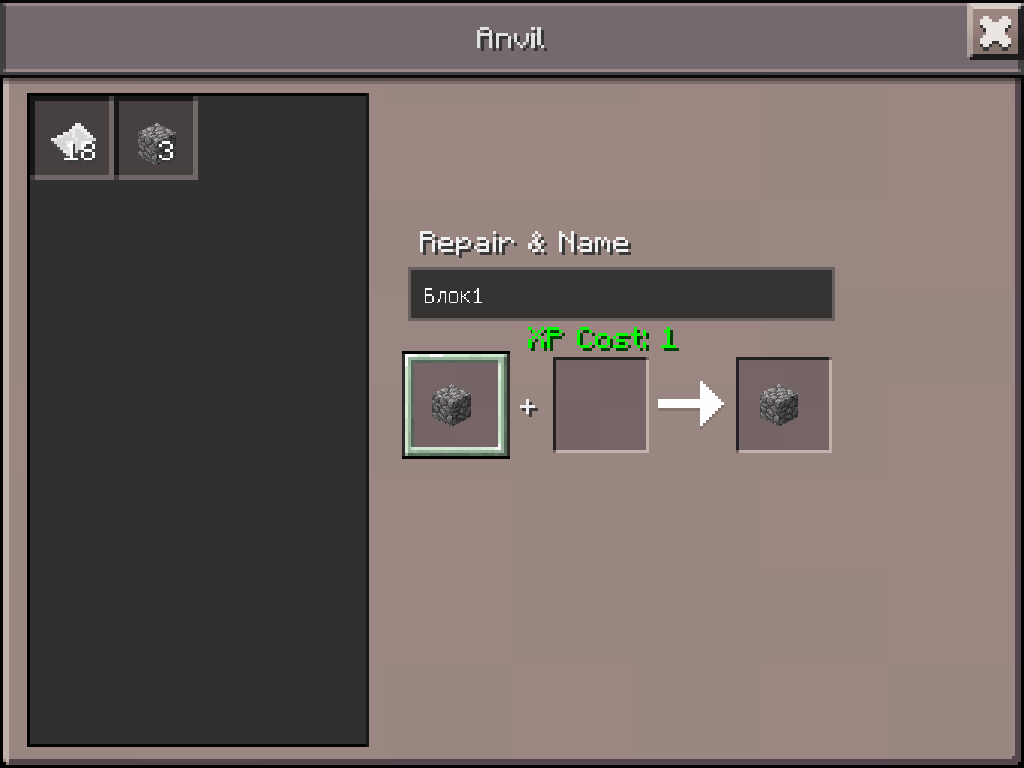 Anvil
18 3
Repair & Name
Блок1
XP Cost: 1
+